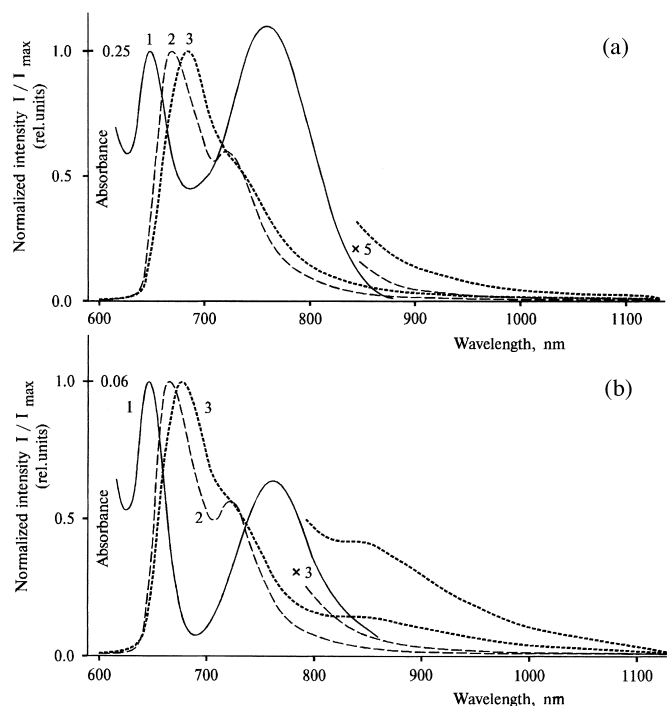 (a)
1.0
0.25
1
2
3
Normalized intensity I / I max
(rel.units)
Absorbance
0.5
× 5
0.0
600
700
800
900
1000
1100
Wavelength, nm
(b)
1.0
0.06
1
3
Normalized intensity I / I max
(rel.units)
Absorbance
0.5
2
× 3
0.0
600
700
800
900
1000
1100
Wavelength, nm